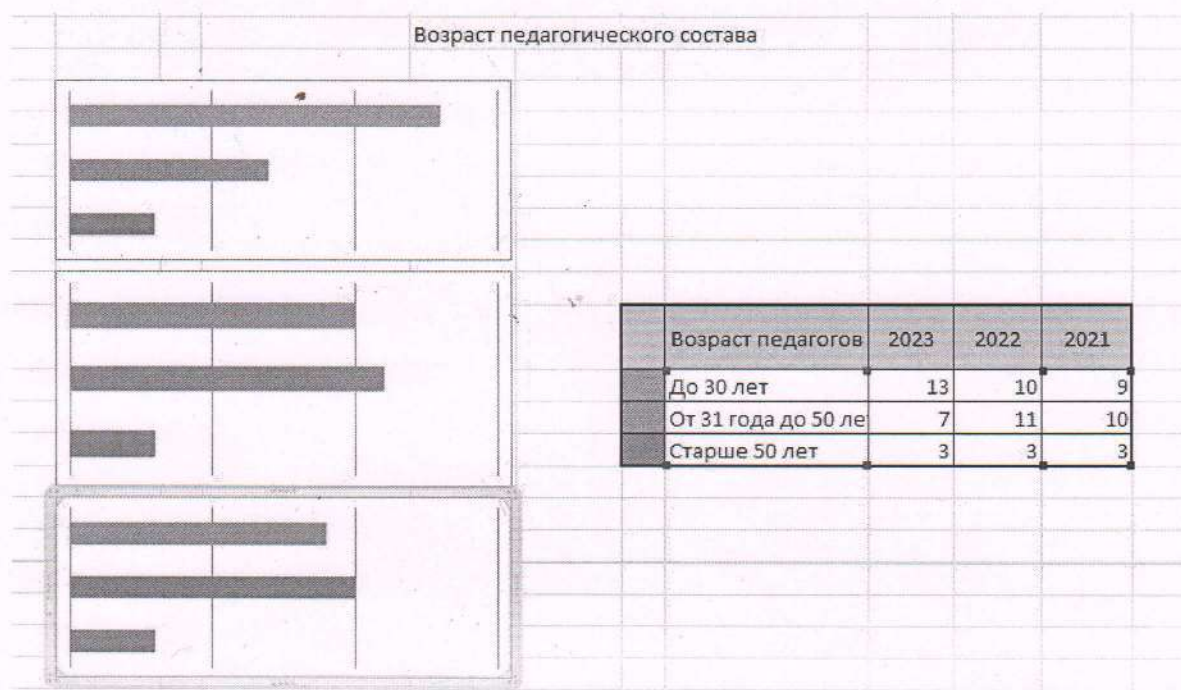 Возраст педагогического состава
Возраст педагогов 2023 2022 2021
До 30 лет 13 10 9
От 31 года до 50 ле 7 11 10
Старше 50 лет 3 3 3